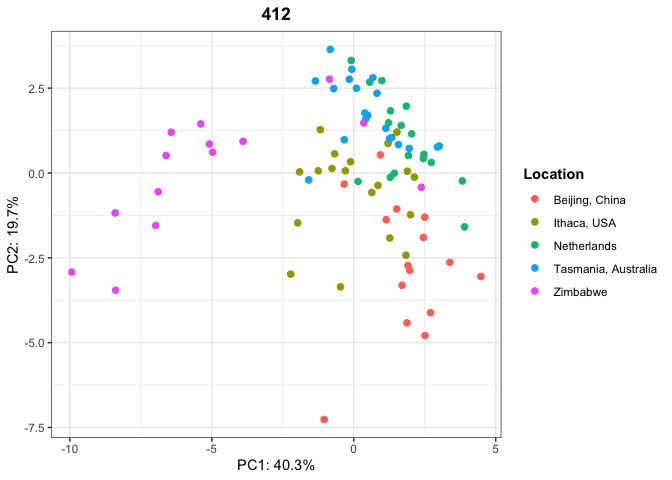 412
2.5
0.0
-2.5
-5.0
-7.5
PC2: 19.7%
-10
-5
0
5
PC1: 40.3%
Location
Beijing, China
Ithaca, USA
Netherlands
Tasmania, Australia
Zimbabwe